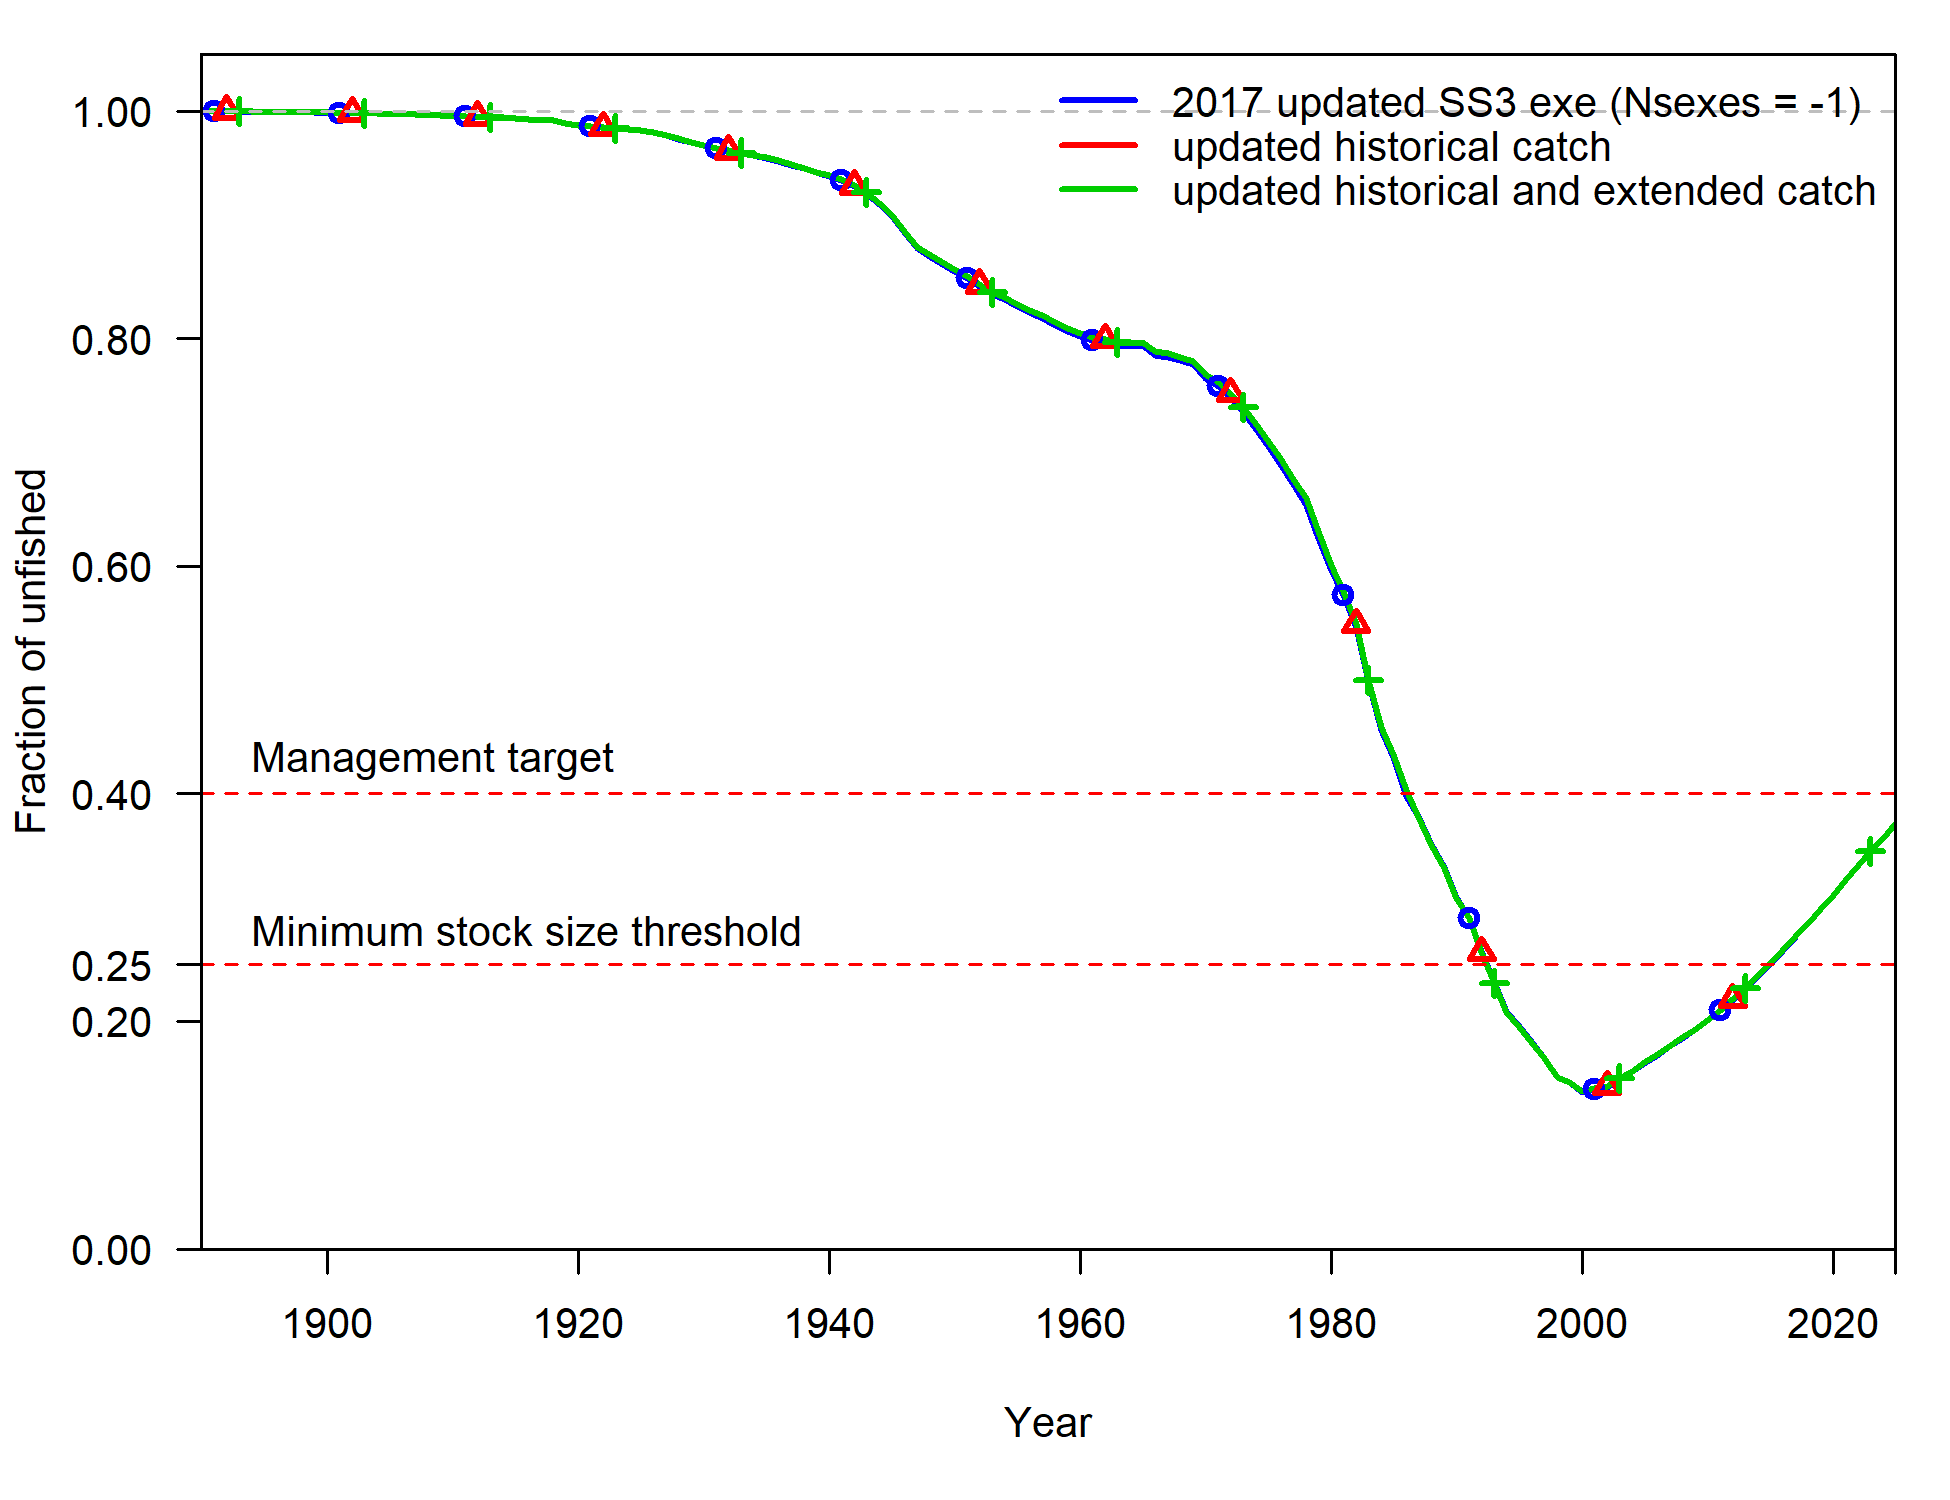 2017 updated SS3 exe (Nsexes = -1)
updated historical catch
updated historical and extended catch
1.00
0.80
0.60
0.40
0.25
0.20
0.00
Fraction of unfished
Management target
Minimum stock size threshold
1900 1920 1940 1960 1980 2000 2020
Year